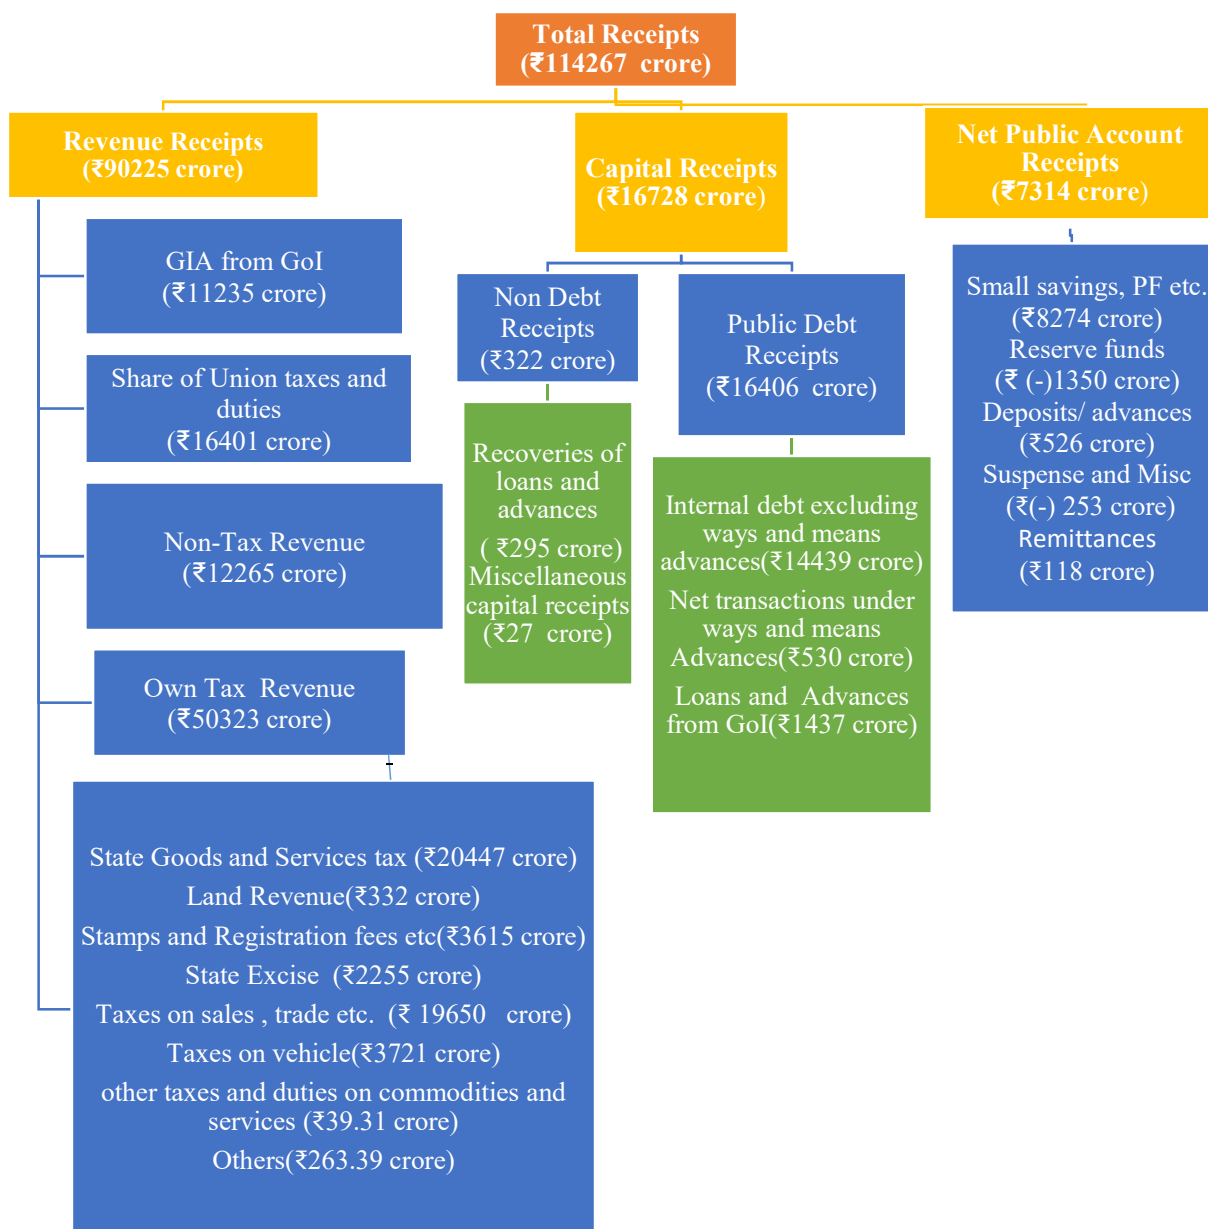 Total Receipts
(₹114267 crore)
Revenue Receipts
(₹90225 crore)
GIA from GoI
(₹11235 crore)
Share of Union taxes and
duties
(₹16401 crore)
Non-Tax Revenue
(₹12265 crore)
Own Tax Revenue
(₹50323 crore)
State Goods and Services tax (₹20447 crore)
Land Revenue(₹332 crore)
Stamps and Registration fees etc(₹3615 crore)
State Excise (₹2255 crore)
Taxes on sales , trade etc. (₹ 19650 crore)
Taxes on vehicle(₹3721 crore)
other taxes and duties on commodities and
services (₹39.31 crore)
Others(₹263.39 crore)
Capital Receipts
(₹16728 crore)
Non Debt
Receipts
(₹322 crore)
Recoveries of
loans and
advances
( ₹295 crore)
Miscellaneous
capital receipts
(₹27 crore)
Public Debt
Receipts
(₹16406 crore)
Internal debt excluding
ways and means
advances(₹14439 crore)
Net transactions under
ways and means
Advances(₹530 crore)
Loans and Advances
from GoI(₹1437 crore)
Net Public Account
Receipts
(₹7314 crore)
Small savings, PF etc.
(₹8274 crore)
Reserve funds
(₹ (-)1350 crore)
Deposits/ advances
(₹526 crore)
Suspense and Misc
(₹(-) 253 crore)
Remittances
(₹118 crore)